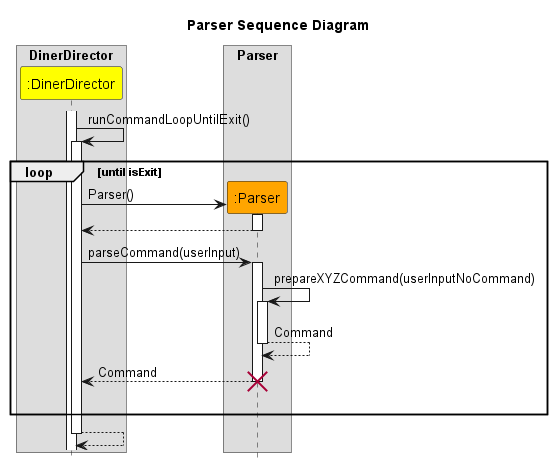 Parser Sequence Diagram
DinerDirector
Parser
:DinerDirector
runCommandLoopUntilExit()
loop
[until isExit]
Parser()
:Parser
parseCommand(userInput)
prepareXYZCommand(userInputNoCommand)
Command
Command